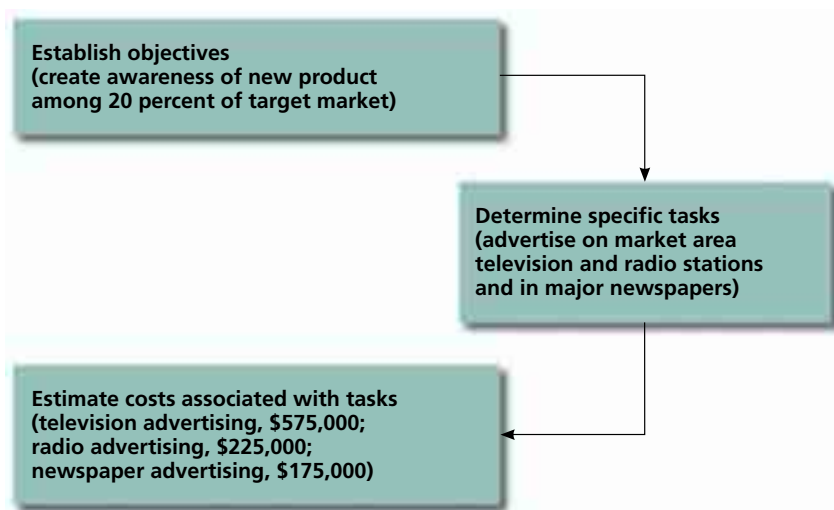 Establish objectives
(create awareness of new product
among 20 percent of target market)
Determine specific tasks
(advertise on market area
television and radio stations
and in major newspapers)
Estimate costs associated with tasks
(television advertising, $575,000;
radio advertising, $225,000;
newspaper advertising, $175,000)